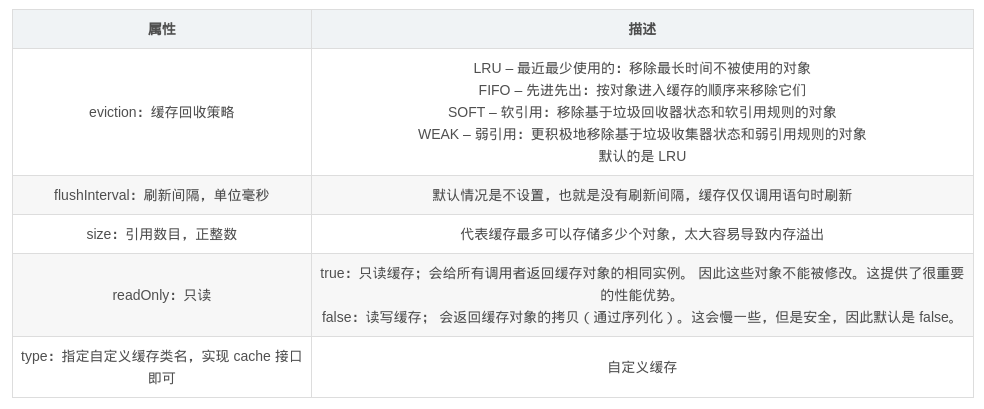 属性
描述
eviction：缓存回收策略
LRU – 最近最少使用的：移除最长时间不被使用的对象
FIFO – 先进先出：按对象进入缓存的顺序来移除它们
SOFT – 软引用：移除基于垃圾回收器状态和软引用规则的对象
WEAK – 弱引用：更积极地移除基于垃圾收集器状态和弱引用规则的对象
默认的是 LRU
flushInterval：刷新间隔，单位毫秒
默认情况是不设置，也就是没有刷新间隔，缓存仅仅调用语句时刷新
size：引用数目，正整数
代表缓存最多可以存储多少个对象，太大容易导致内存溢出
readOnly：只读
true：只读缓存；会给所有调用者返回缓存对象的相同实例。 因此这些对象不能被修改。这提供了很重要
的性能优势。
false：读写缓存； 会返回缓存对象的拷贝（通过序列化）。这会慢一些，但是安全，因此默认是 false。
type：指定自定义缓存类名，实现 cache 接口
即可
自定义缓存